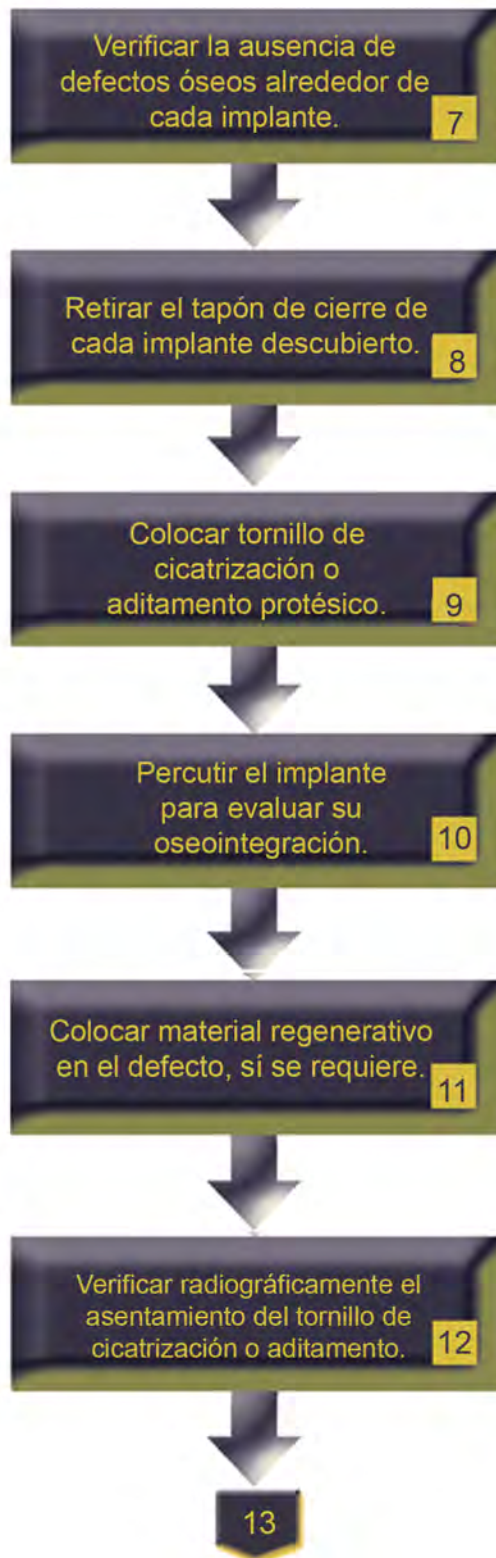 Verificar la ausencia de
defectos óseos alrededor de
cada implante.
7
Retirar el tapón de cierre de
cada implante descubierto.
8
Colocar tornillo de
cicatrización o
aditamento protésico.
9
Percutir el implante
para evaluar su
oseointegración.
10
Colocar material regenerativo
en el defecto, sí se requiere.
11
Verificar radiográficamente el
asentamiento del tornillo de
cicatrización o aditamento.
12
13